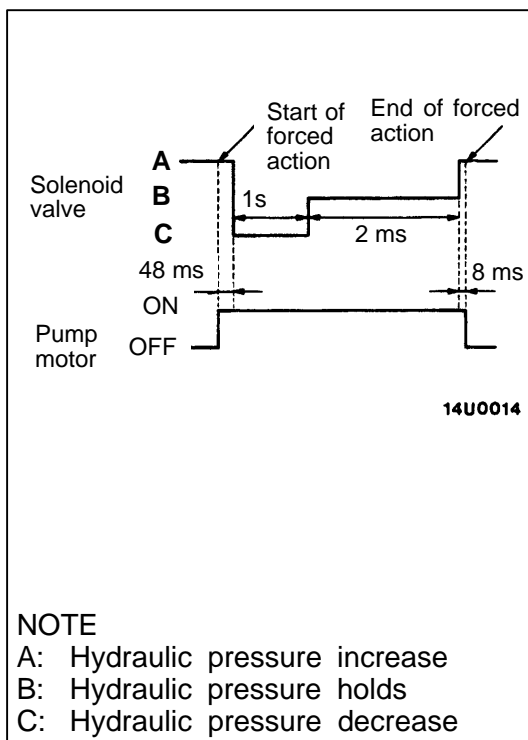 Start of
forced
action
End of forced
action
A
Solenoid
valve
B
1s
C
2 ms
48 ms
8 ms
ON
Pump
motor
OFF
14U0014
NOTE
A: Hydraulic pressure increase
B: Hydraulic pressure holds
C: Hydraulic pressure decrease